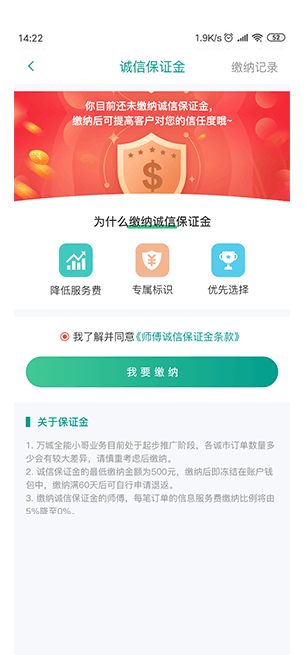 14:22
1.9K/s
52
诚信保证金
缴纳记录
你目前还未缴纳诚信保证金，
缴纳后可提高客户对您的信任度哦~
$
为什么缴纳诚信保证金
¥
1
降低服务费
专属标识
优先选择
我了解并同意《师傅诚信保证金条款》
我要缴纳
关于保证金
1. 万城全能小哥业务目前处于起步推广阶段，各诚市订单数量多
少会有较大差异，请慎重考虑后缴纳。
2. 诚信保证金的最低缴纳金额为500元，缴纳后即冻结在账户钱
包中，缴纳满60天后可自行申请退返。
3. 缴纳诚信保证金的师傅，每笔订单的信息服务费缴纳比例将由
5%降至0%。